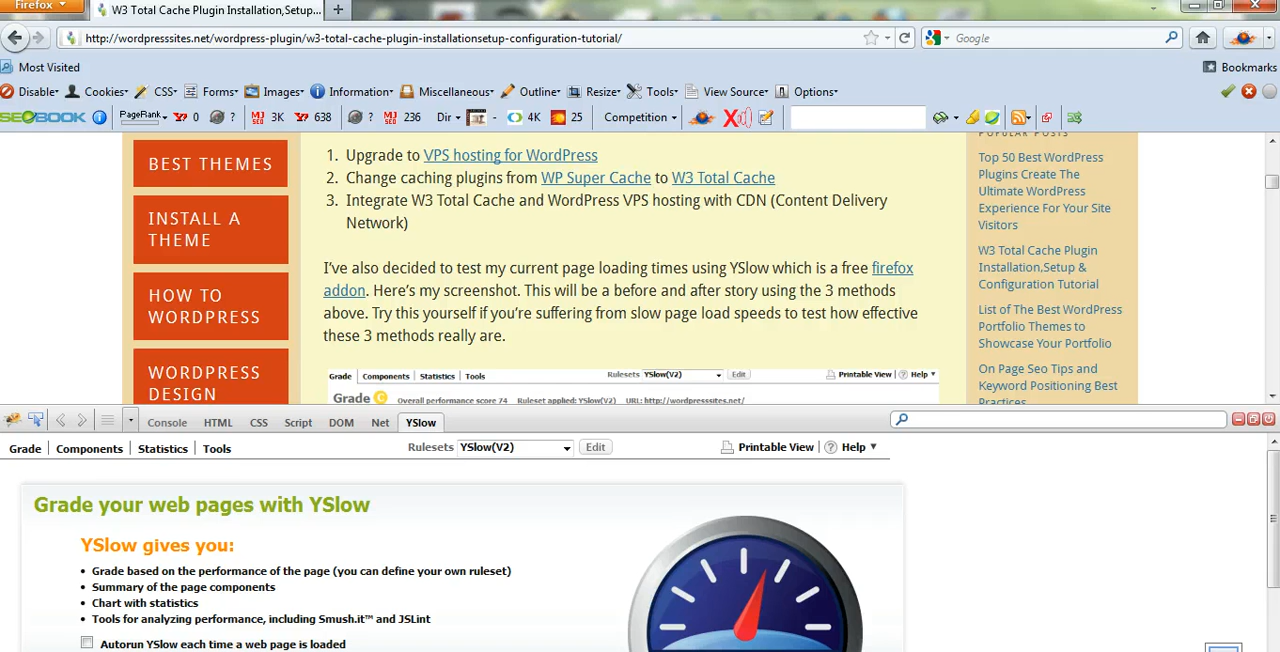 Firefox
W3 Total Cache Plugin Installation,Setup...
http://wordpresssites.net/wordpress-plugin/w3-total-cache-plugin-installationsetup-configuration-tutorial/
Google
Most Visited
Bookmarks
Disable Cookies CSS Forms Images Information Miscellaneous Outline Resize Tools View Source Options
SEOBOOK PageRank 0 ? MJ SEO 3K 638 ? MJ SEO 236 Dir - 4K 25 Competition
BEST THEMES
INSTALL A
THEME
HOW TO
WORDPRESS
WORDPRESS
DESIGN
1. Upgrade to VPS hosting for WordPress
2. Change caching plugins from WP Super Cache to W3 Total Cache
3. Integrate W3 Total Cache and WordPress VPS hosting with CDN (Content Delivery
Network)
I've also decided to test my current page loading times using YSlow which is a free firefox
addon. Here's my screenshot. This will be a before and after story using the 3 methods
above. Try this yourself if you're suffering from slow page load speeds to test how effective
these 3 methods really are.
Grade Components Statistics Tools Rulesets YSlow(V2) Edit Printable View ? Help
Grade C Overall performance score 74 Ruleset applied: YSlow(V2) URL: http://wordpresssites.net/
POPULAR POSTS
Top 50 Best WordPress
Plugins Create The
Ultimate WordPress
Experience For Your Site
Visitors
W3 Total Cache Plugin
Installation,Setup &
Configuration Tutorial
List of The Best WordPress
Portfolio Themes to
Showcase Your Portfolio
On Page Seo Tips and
Keyword Positioning Best
Practices
Console HTML CSS Script DOM Net YSlow
Grade Components Statistics Tools Rulesets YSlow(V2) Edit Printable View ? Help
Grade your web pages with YSlow
YSlow gives you:
• Grade based on the performance of the page (you can define your own ruleset)
• Summary of the page components
• Chart with statistics
• Tools for analyzing performance, including Smush.it™ and JSLint
Autorun YSlow each time a web page is loaded